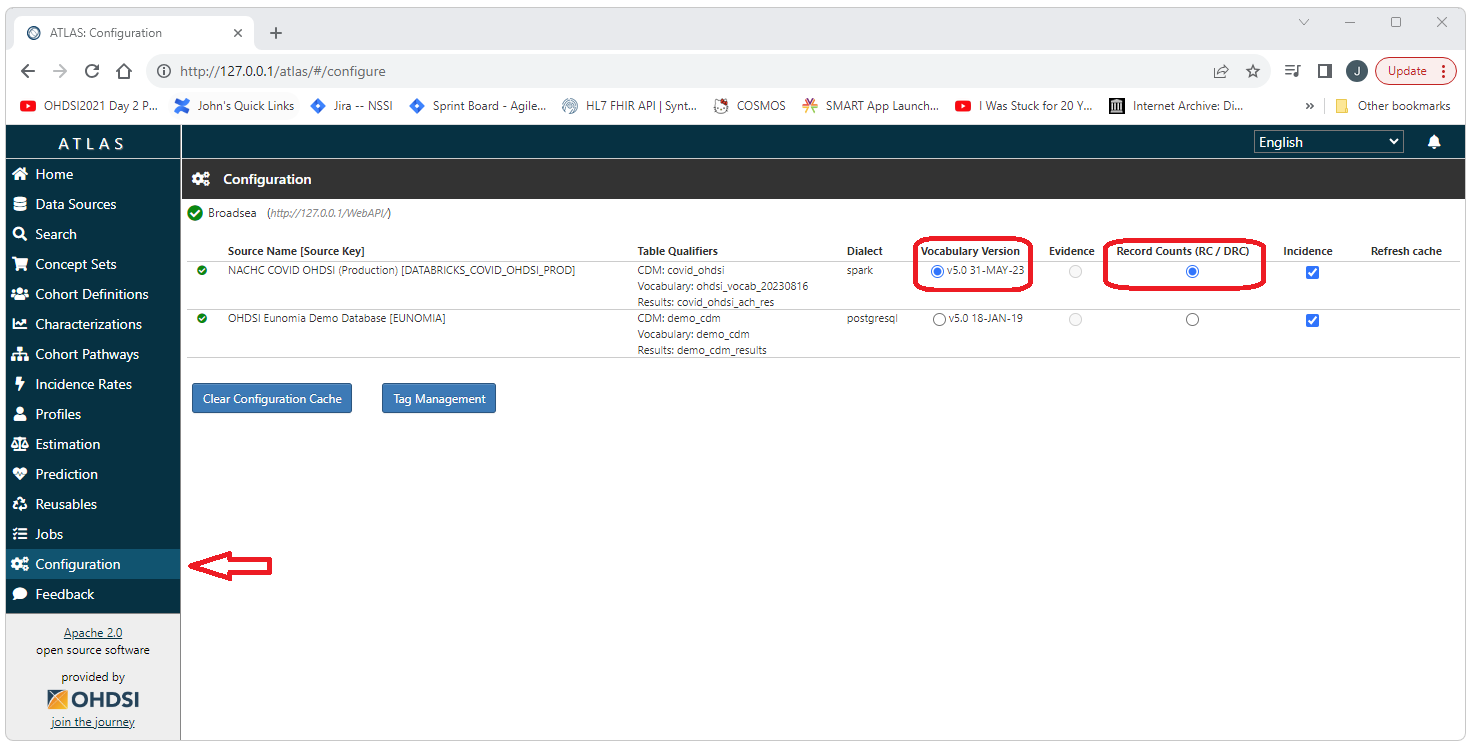 ATLAS: Configuration
http://127.0.0.1/atlas/#/configure
J
Update
OHDSI2021 Day 2 P...
John's Quick Links
Jira -- NSSI
Sprint Board - Agile...
HL7 FHIR API | Synt...
COSMOS
SMART App Launch...
I Was Stuck for 20 Y...
Internet Archive: Di...
»
Other bookmarks
ATLAS
English
Home
Data Sources
Search
Concept Sets
Cohort Definitions
Characterizations
Cohort Pathways
Incidence Rates
Profiles
Estimation
Prediction
Reusables
Jobs
Configuration
Feedback
Apache 2.0
open source software
provided by
OHDSI
join the journey
Configuration
Broadsea (http://127.0.0.1/WebAPI/)
Source Name [Source Key] Table Qualifiers Dialect Vocabulary Version Evidence Record Counts (RC / DRC) Incidence Refresh cache
NACHC COVID OHDSI (Production) [DATABRICKS_COVID_OHDSI_PROD] CDM: covid_ohdsi spark v5.0 31-MAY-23
Vocabulary: ohdsi_vocab_20230816
Results: covid_ohdsi_ach_res
OHDSI Eunomia Demo Database [EUNOMIA] CDM: demo_cdm postgresql v5.0 18-JAN-19
Vocabulary: demo_cdm
Results: demo_cdm_results
Clear Configuration Cache
Tag Management